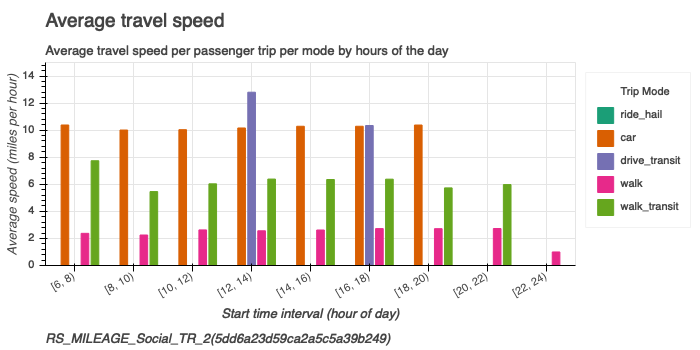 Average travel speed
Average travel speed per passenger trip per mode by hours of the day
Average speed (miles per hour)
14
12
10
8
6
4
2
0
[6, 8)
[8, 10)
[10, 12)
[12, 14)
[14, 16)
[16, 18)
[18, 20)
[20, 22)
[22, 24)
Start time interval (hour of day)
Trip Mode
ride_hail
car
drive_transit
walk
walk_transit
RS_MILEAGE_Social_TR_2(5dd6a23d59ca2a5c5a39b249)